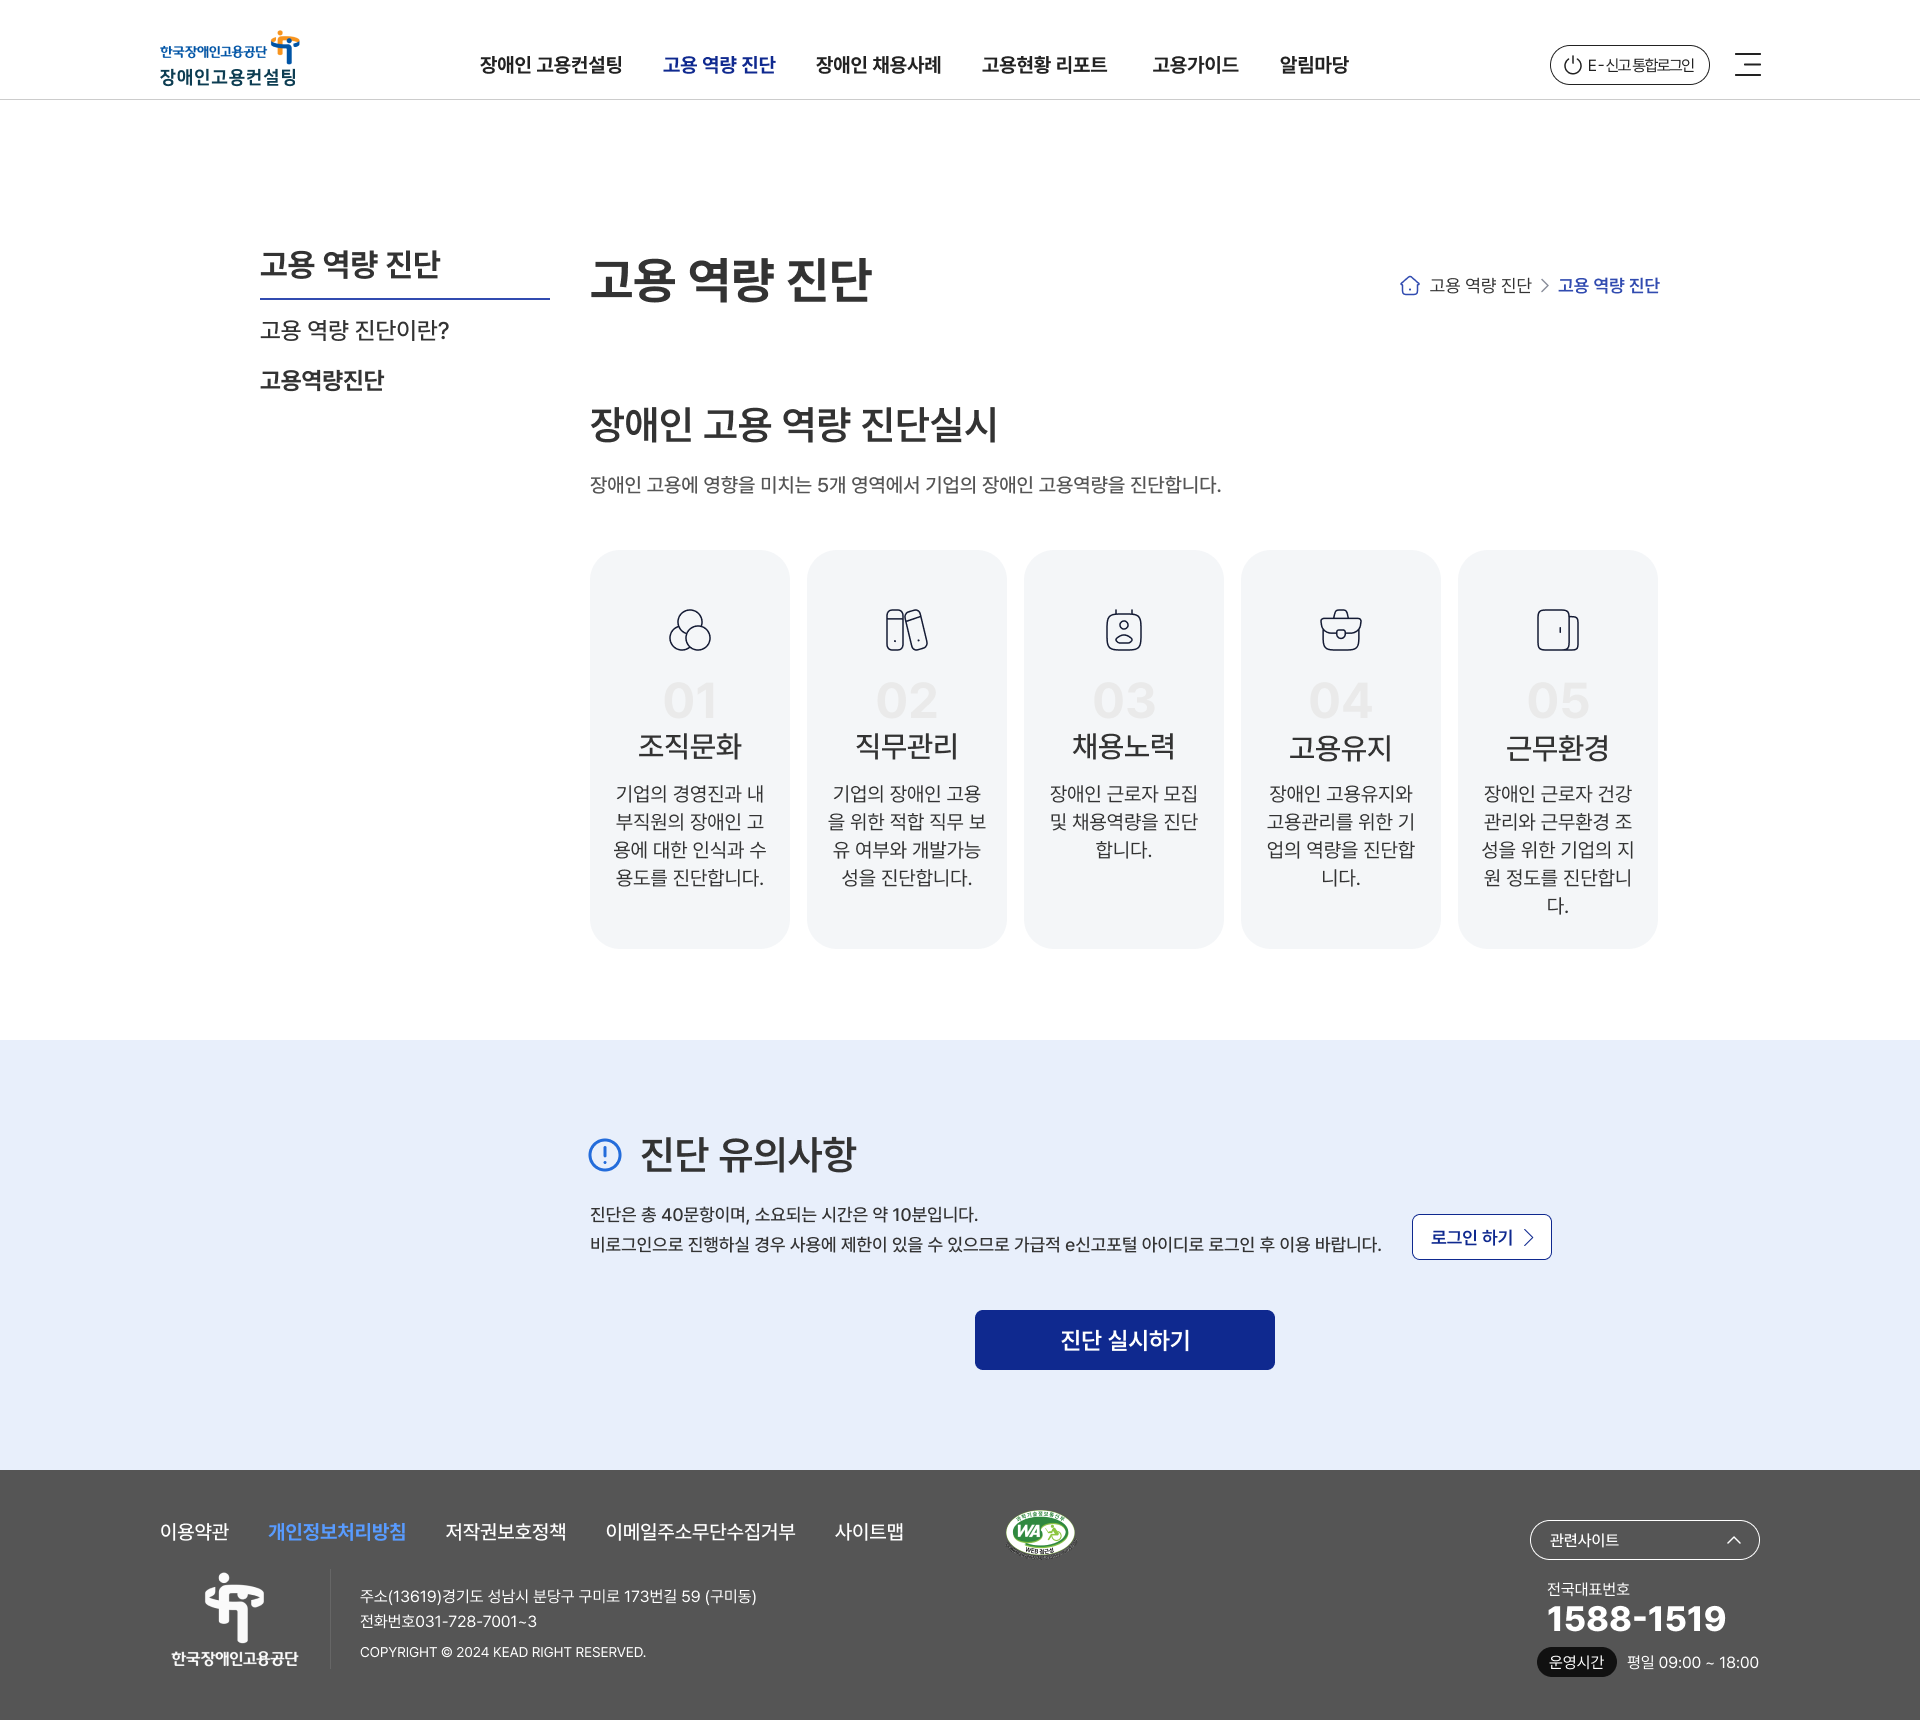 한국장애인고용공단
장애인고용컨설팅
장애인 고용컨설팅
고용 역량 진단
장애인 채용사례
고용현황 리포트
고용가이드
알림마당
E-신고 통합로그인
고용 역량 진단
고용 역량 진단이란?
고용역량진단
고용 역량 진단
고용 역량 진단 > 고용 역량 진단
장애인 고용 역량 진단실시
장애인 고용에 영향을 미치는 5개 영역에서 기업의 장애인 고용역량을 진단합니다.
01
조직문화
기업의 경영진과 내
부직원의 장애인 고
용에 대한 인식과 수
용도를 진단합니다.
02
직무관리
기업의 장애인 고용
을 위한 적합 직무 보
유 여부와 개발가능
성을 진단합니다.
03
채용노력
장애인 근로자 모집
및 채용역량을 진단
합니다.
04
고용유지
장애인 고용유지와
고용관리를 위한 기
업의 역량을 진단합
니다.
05
근무환경
장애인 근로자 건강
관리와 근무환경 조
성을 위한 기업의 지
원 정도를 진단합니
다.
진단 유의사항
진단은 총 40문항이며, 소요되는 시간은 약 10분입니다.
비로그인으로 진행하실 경우 사용에 제한이 있을 수 있으므로 가급적 e신고포털 아이디로 로그인 후 이용 바랍니다.
로그인 하기
진단 실시하기
이용약관
개인정보처리방침
저작권보호정책
이메일주소무단수집거부
사이트맵
WA
WEB 접근성
관련사이트
한국장애인고용공단
주소(13619)경기도 성남시 분당구 구미로 173번길 59 (구미동)
전화번호031-728-7001~3
COPYRIGHT © 2024 KEAD RIGHT RESERVED.
전국대표번호
1588-1519
운영시간
평일 09:00 ~ 18:00